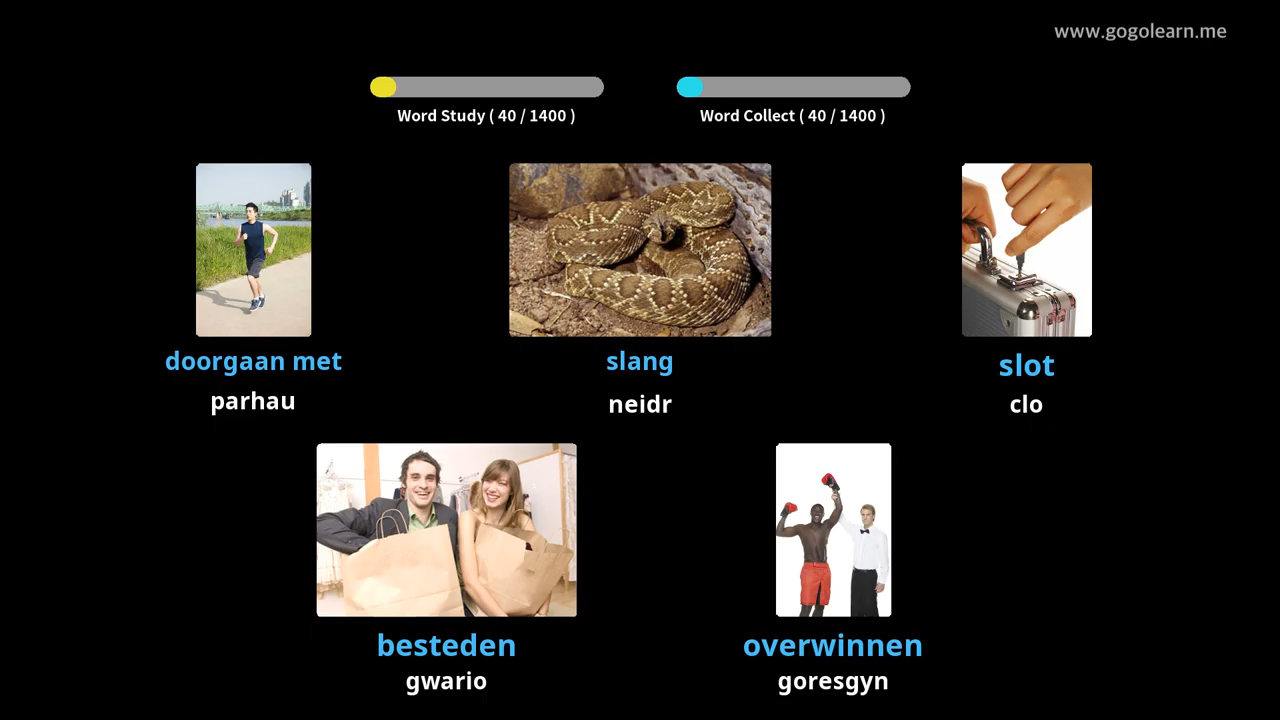 www.gogolearn.me
Word Study ( 40 / 1400 )
Word Collect ( 40 / 1400 )
doorgaan met
parhau
slang
neidr
slot
clo
besteden
gwario
overwinnen
goresgyn